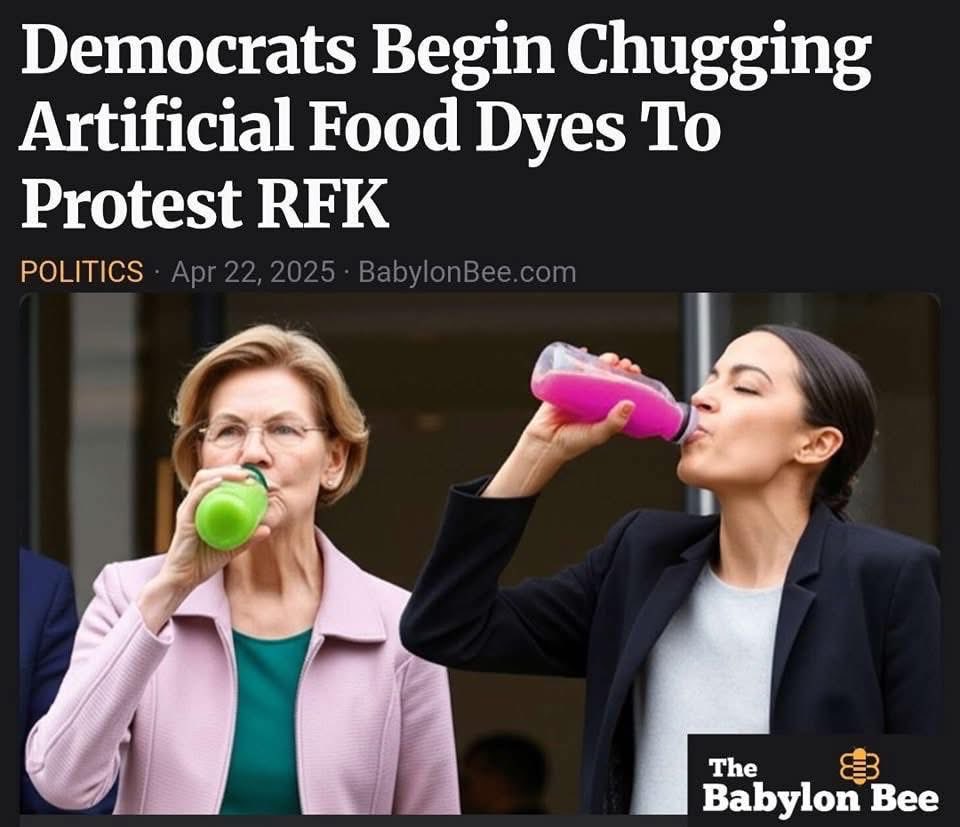 Democrats Begin Chugging
Artificial Food Dyes To
Protest RFK
POLITICS · Apr 22, 2025 · BabylonBee.com
The
Babylon Bee